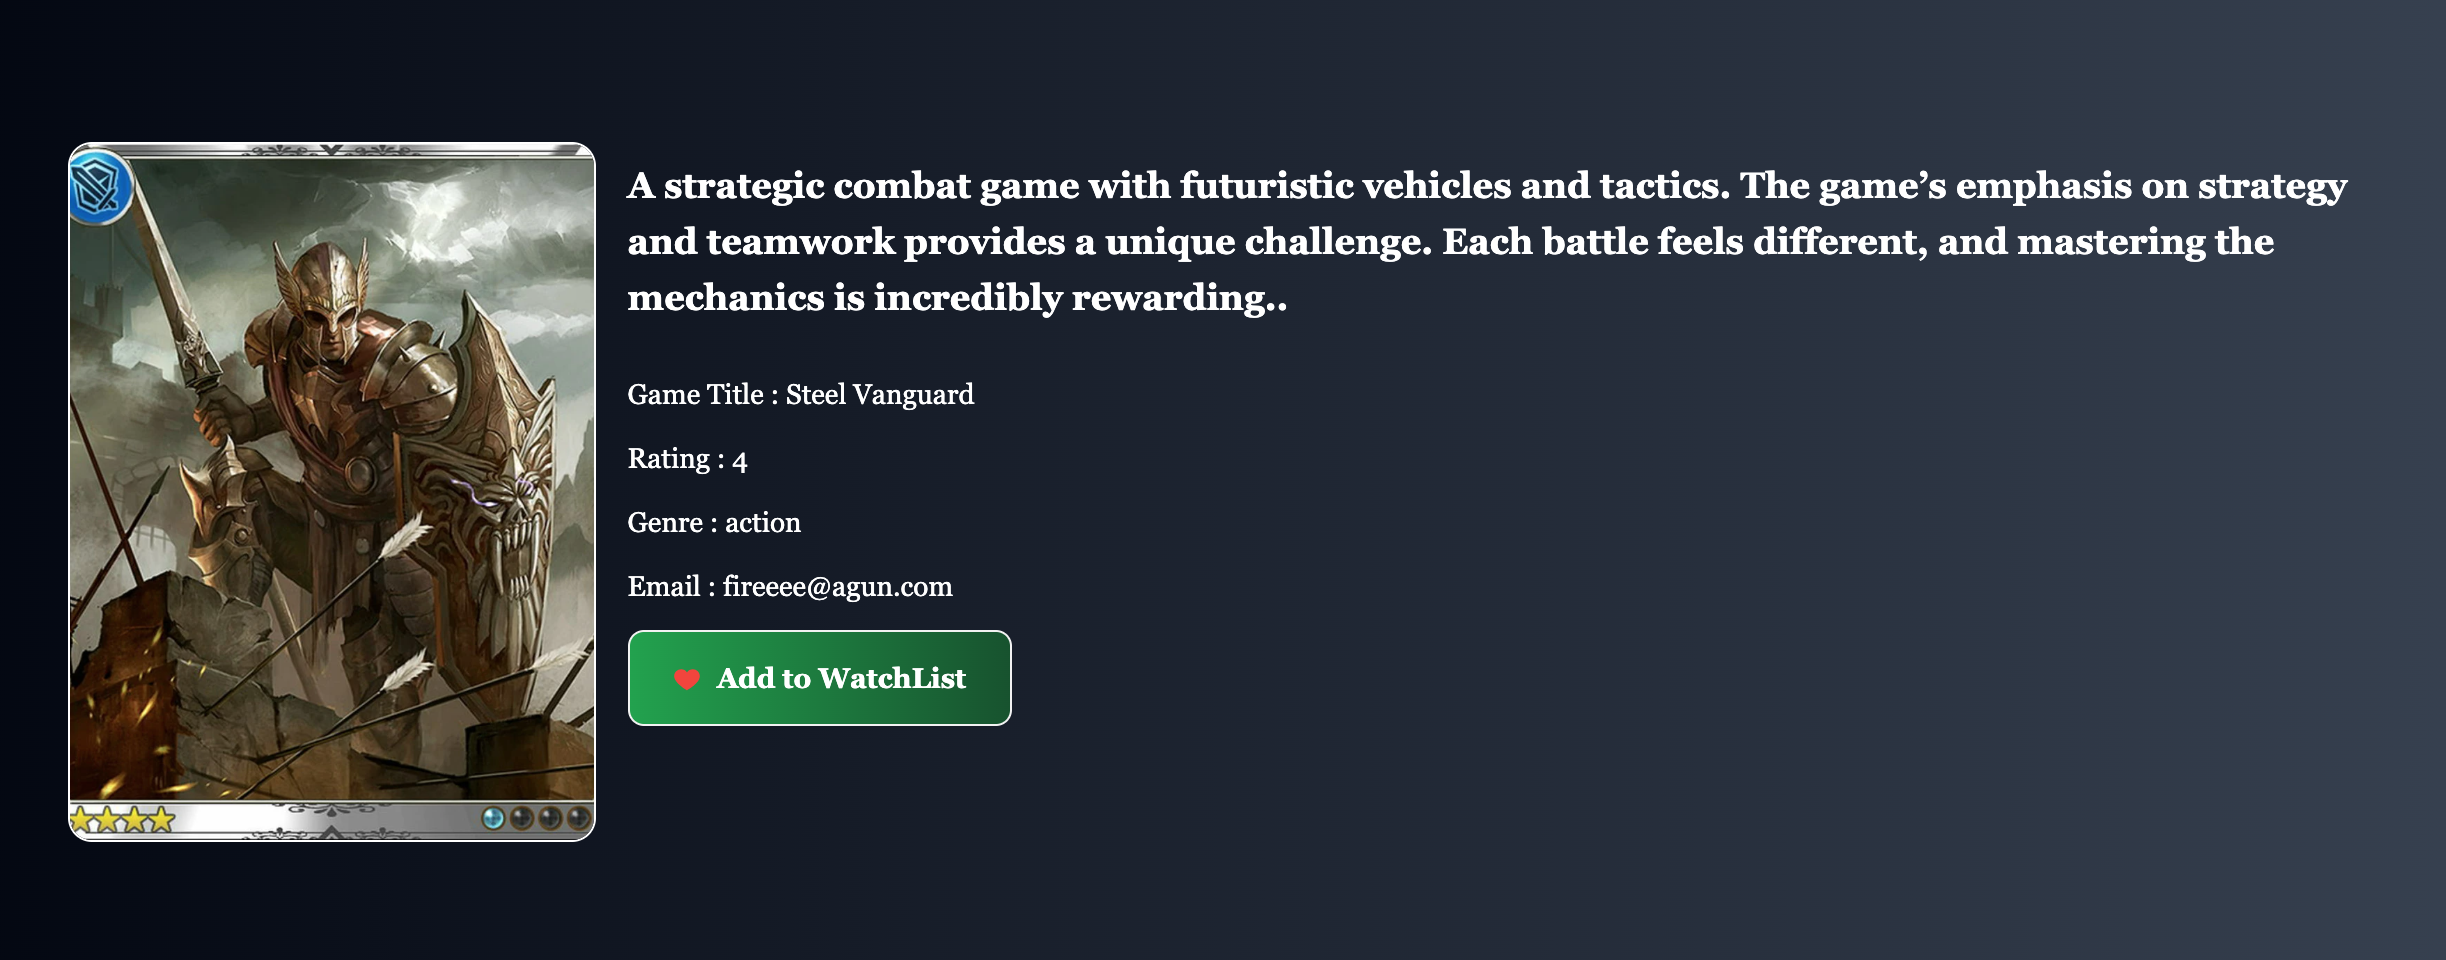 A strategic combat game with futuristic vehicles and tactics. The game’s emphasis on strategy
and teamwork provides a unique challenge. Each battle feels different, and mastering the
mechanics is incredibly rewarding..
Game Title : Steel Vanguard
Rating : 4
Genre : action
Email : fireeee@agun.com
Add to WatchList